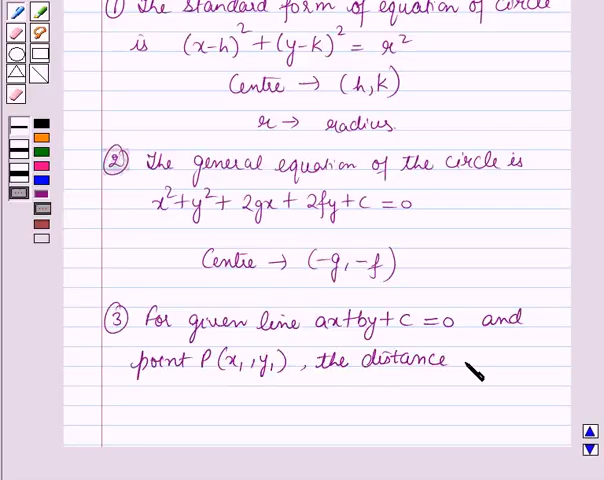 ① The standard form of equation of circle
is (x-h)² + (y-k)² = r²
Centre → (h, k)
r → radius.
② The general equation of the circle is
x² + y² + 2gx + 2fy + c = 0
Centre → (-g, -f)
③ For given line ax+by+c = 0 and
point P(x₁, y₁), the distance